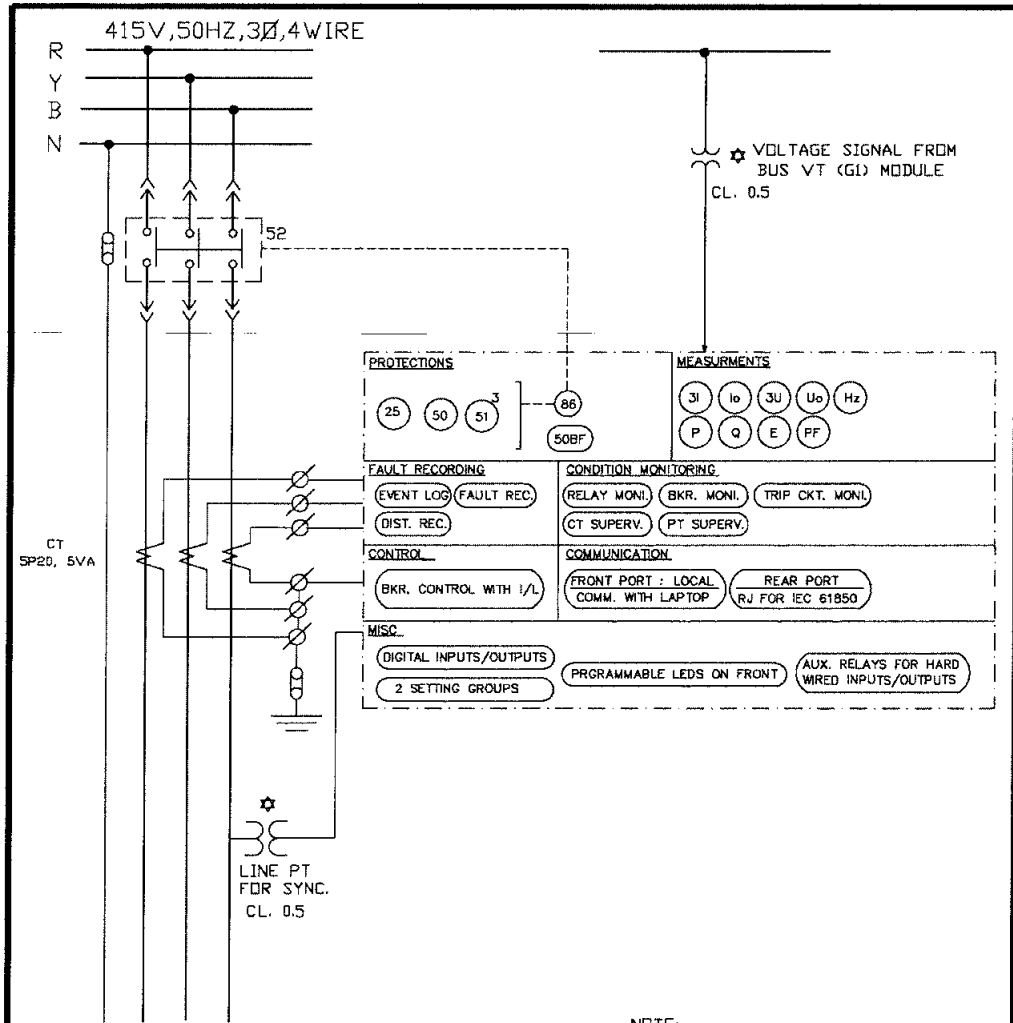 415V,50HZ,3Ø,4WIRE
R
Y
B
N
52
VOLTAGE SIGNAL FROM
BUS VT (G1) MODULE
CL. 0.5
PROTECTIONS
25
50
51
3
86
50BF
MEASURMENTS
3I
Io
3U
Uo
Hz
P
Q
E
PF
FAULT RECORDING
EVENT LOG
FAULT REC.
DIST. REC.
CONDITION MONITORING
RELAY MONI.
BKR. MONI.
TRIP CKT. MONI.
CT SUPERV.
PT SUPERV.
CT
5P20, 5VA
CONTROL
BKR. CONTROL WITH I/L
COMMUNICATION
FRONT PORT : LOCAL
COMM. WITH LAPTOP
REAR PORT
RJ FOR IEC 61850
MISC
DIGITAL INPUTS/OUTPUTS
2 SETTING GROUPS
PRGRAMMABLE LEDS ON FRONT
AUX. RELAYS FOR HARD
WIRED INPUTS/OUTPUTS
LINE PT
FOR SYNC.
CL. 0.5
NOTE: